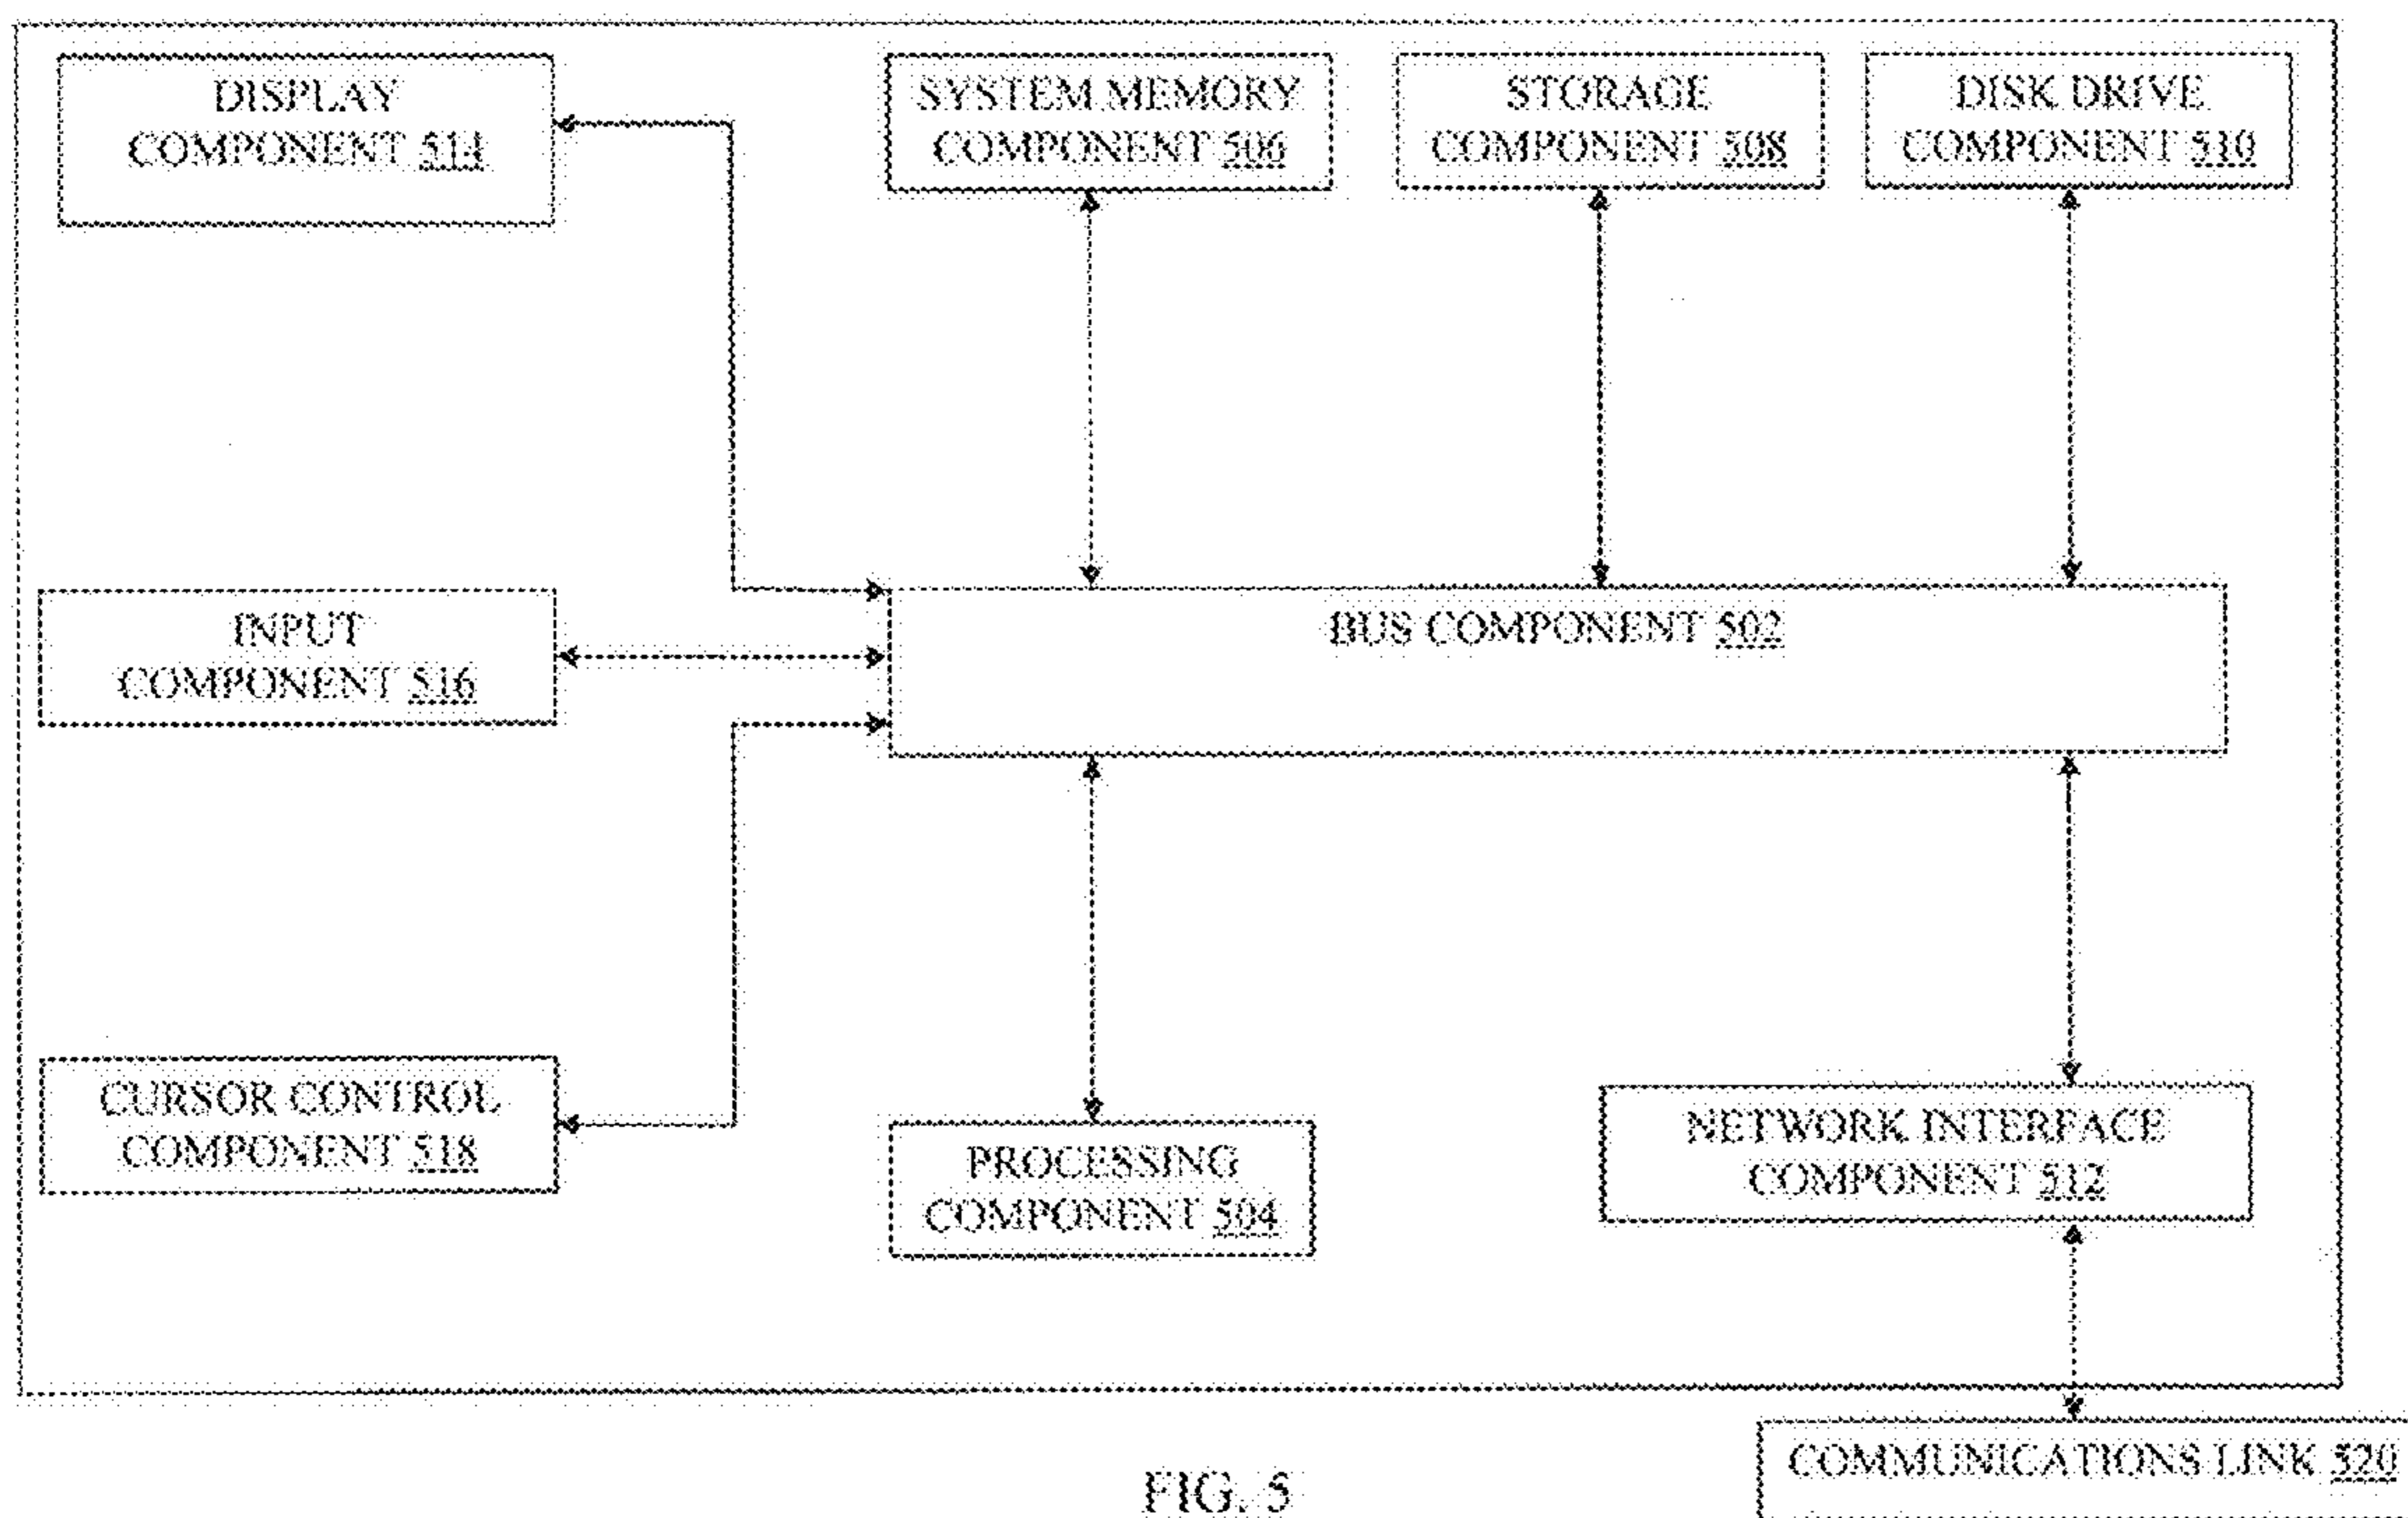 DISPLAY
COMPONENT 514
SYSTEM MEMORY
COMPONENT 506
STORAGE
COMPONENT 508
DISK DRIVE
COMPONENT 510
INPUT
COMPONENT 516
BUS COMPONENT 502
CURSOR CONTROL
COMPONENT 518
PROCESSING
COMPONENT 504
NETWORK INTERFACE
COMPONENT 512
COMMUNICATIONS LINK 520
FIG. 5